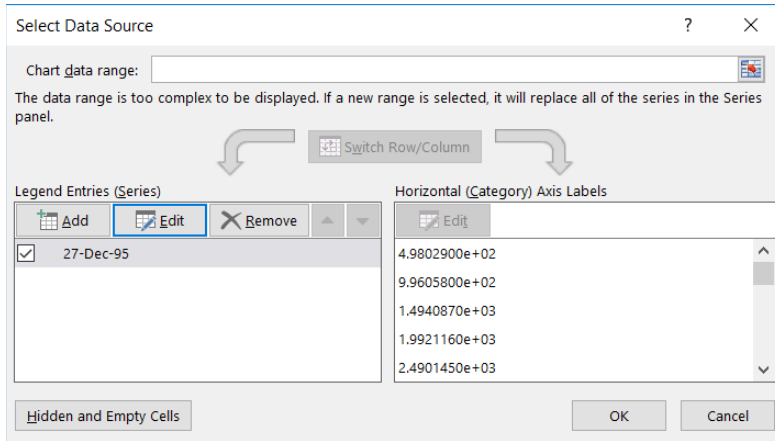 Select Data Source
?
Chart data range:
The data range is too complex to be displayed. If a new range is selected, it will replace all of the series in the Series
panel.
Switch Row/Column
Legend Entries (Series)
Add
Edit
Remove
27-Dec-95
Horizontal (Category) Axis Labels
Edit
4.9802900e+02
9.9605800e+02
1.4940870e+03
1.9921160e+03
2.4901450e+03
Hidden and Empty Cells
OK
Cancel